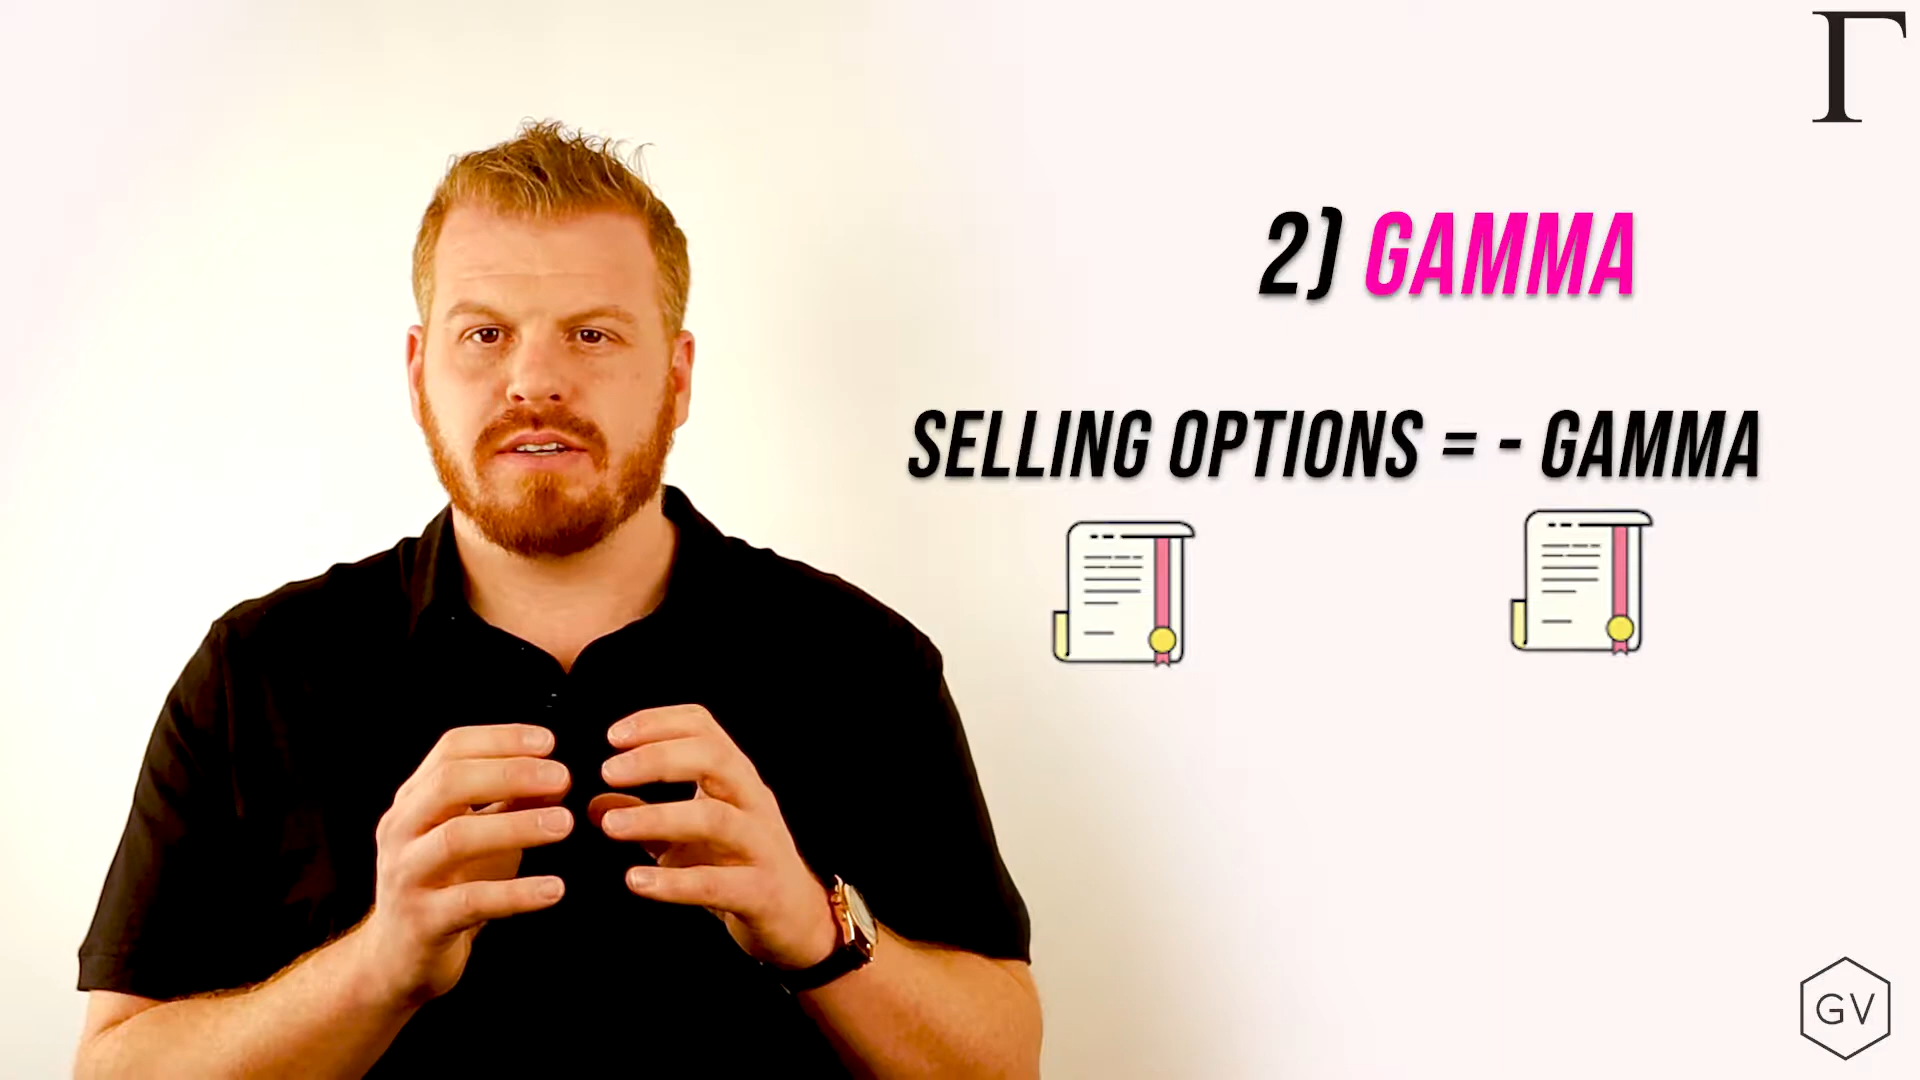 Γ
2) GAMMA
SELLING OPTIONS = - GAMMA
GV